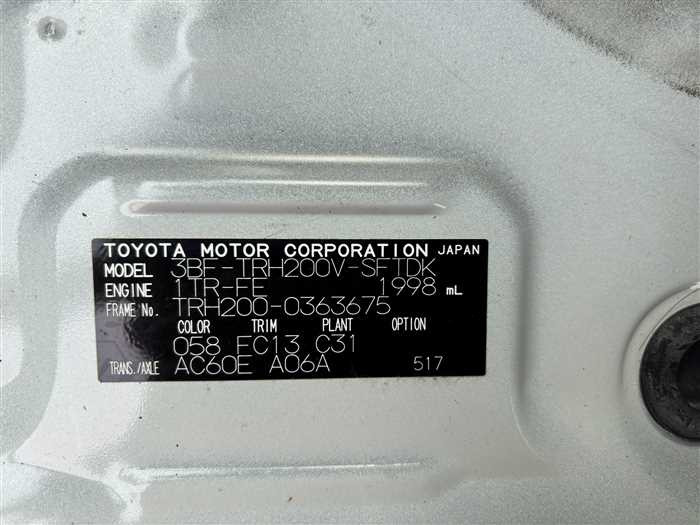 TOYOTA MOTOR CORPORATION JAPAN
MODEL 3BF-TRH200V-SFTDK
ENGINE 1TR-FE 1998 mL
FRAME No. TRH200-0363675
COLOR TRIM PLANT OPTION
058 FC13 C31
TRANS./AXLE AC60E A06A 517